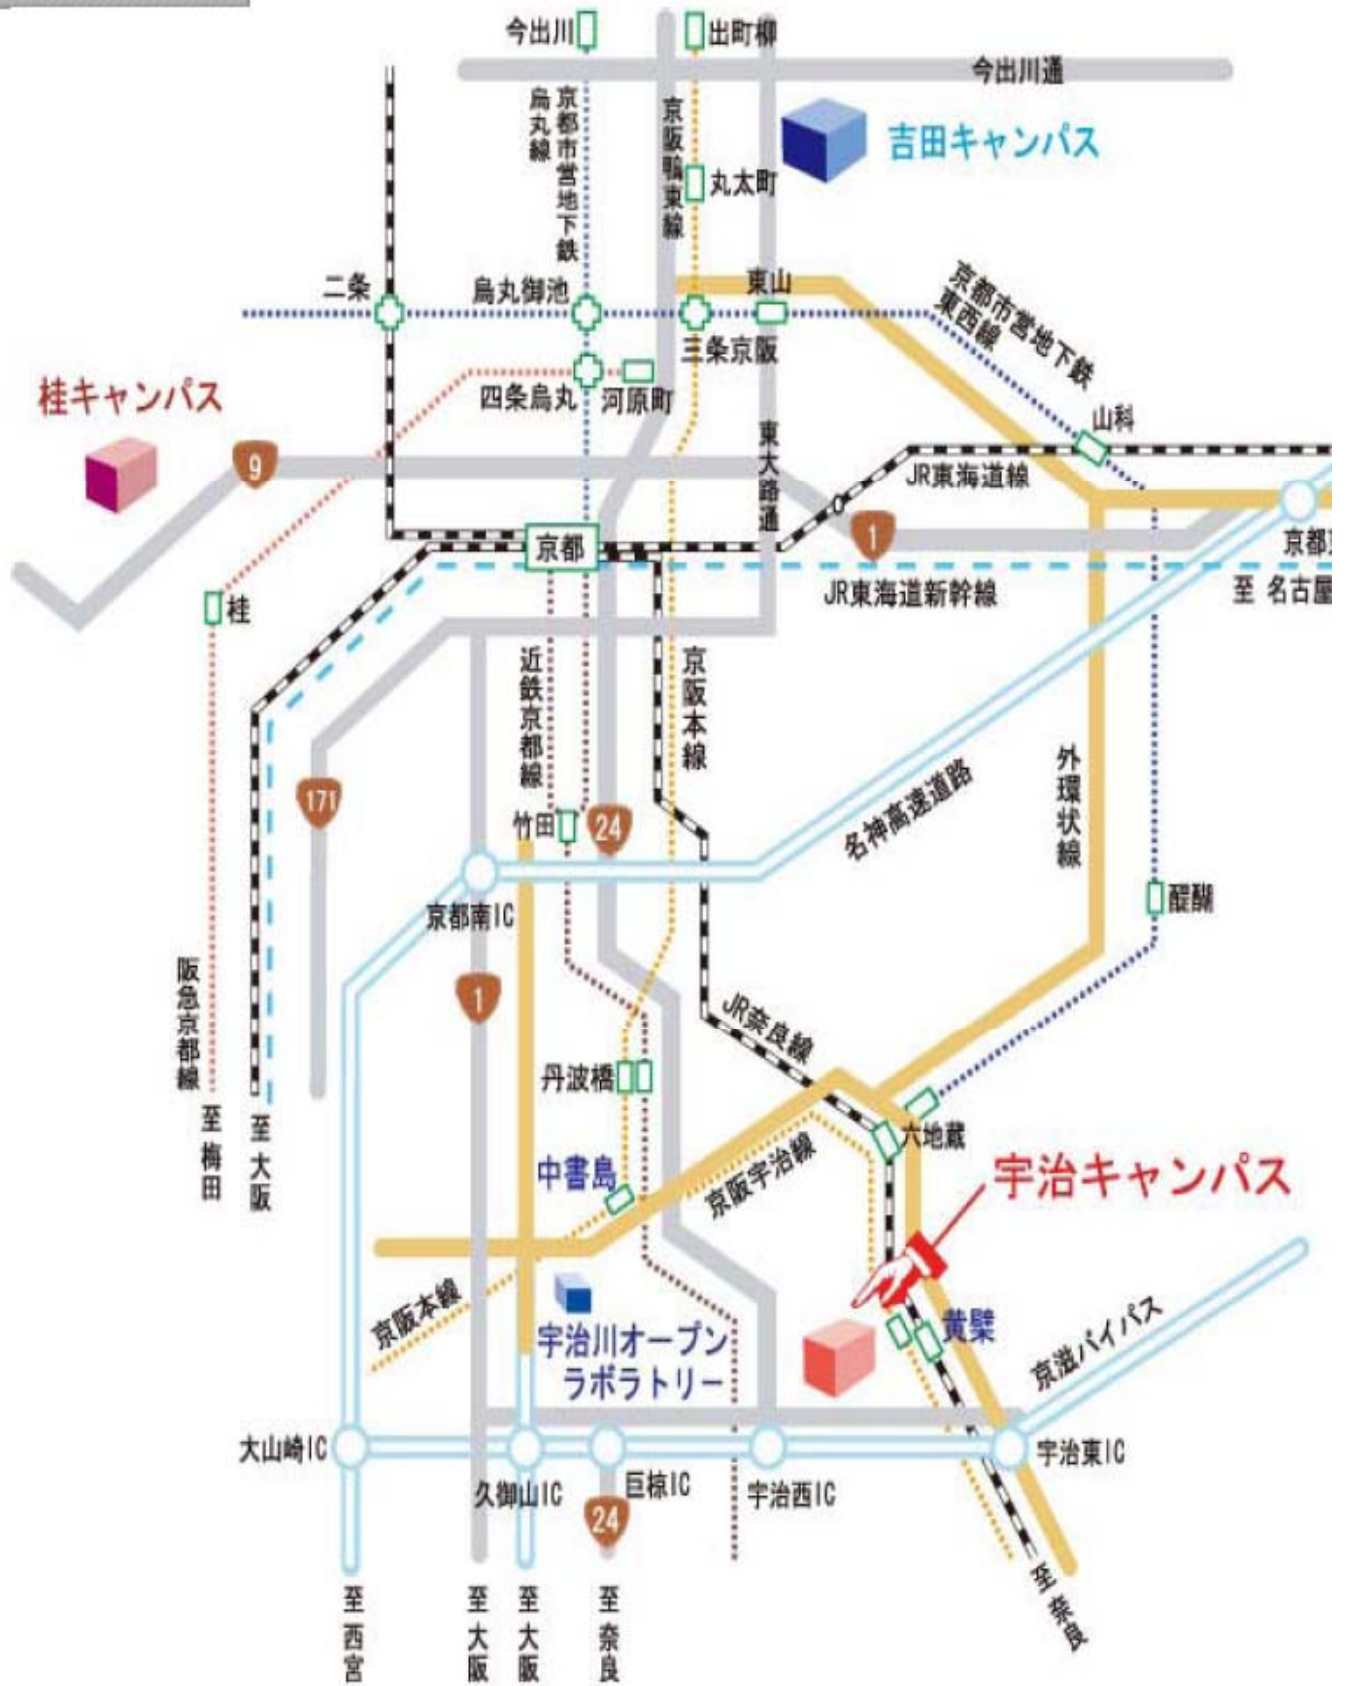 今出川
出町柳
今出川通
京都市営地下鉄
烏丸線
京阪鴨東線
吉田キャンパス
丸太町
二条
烏丸御池
東山
三条京阪
京都市営地下鉄
東西線
四条烏丸
河原町
桂キャンパス
9
東大路通
山科
JR東海道線
京都
1
京都東
JR東海道新幹線
至 名古屋
桂
近鉄京都線
京阪本線
外環状線
171
竹田
24
名神高速道路
京都南IC
醍醐
阪急京都線
1
JR奈良線
丹波橋
至 梅田
至 大阪
六地蔵
中書島
京阪宇治線
宇治キャンパス
京阪本線
宇治川オープン
ラボラトリー
黄檗
京滋バイパス
大山崎IC
久御山IC
巨椋IC
宇治西IC
宇治東IC
24
至 西宮
至 大阪
至 大阪
至 奈良
至 奈良